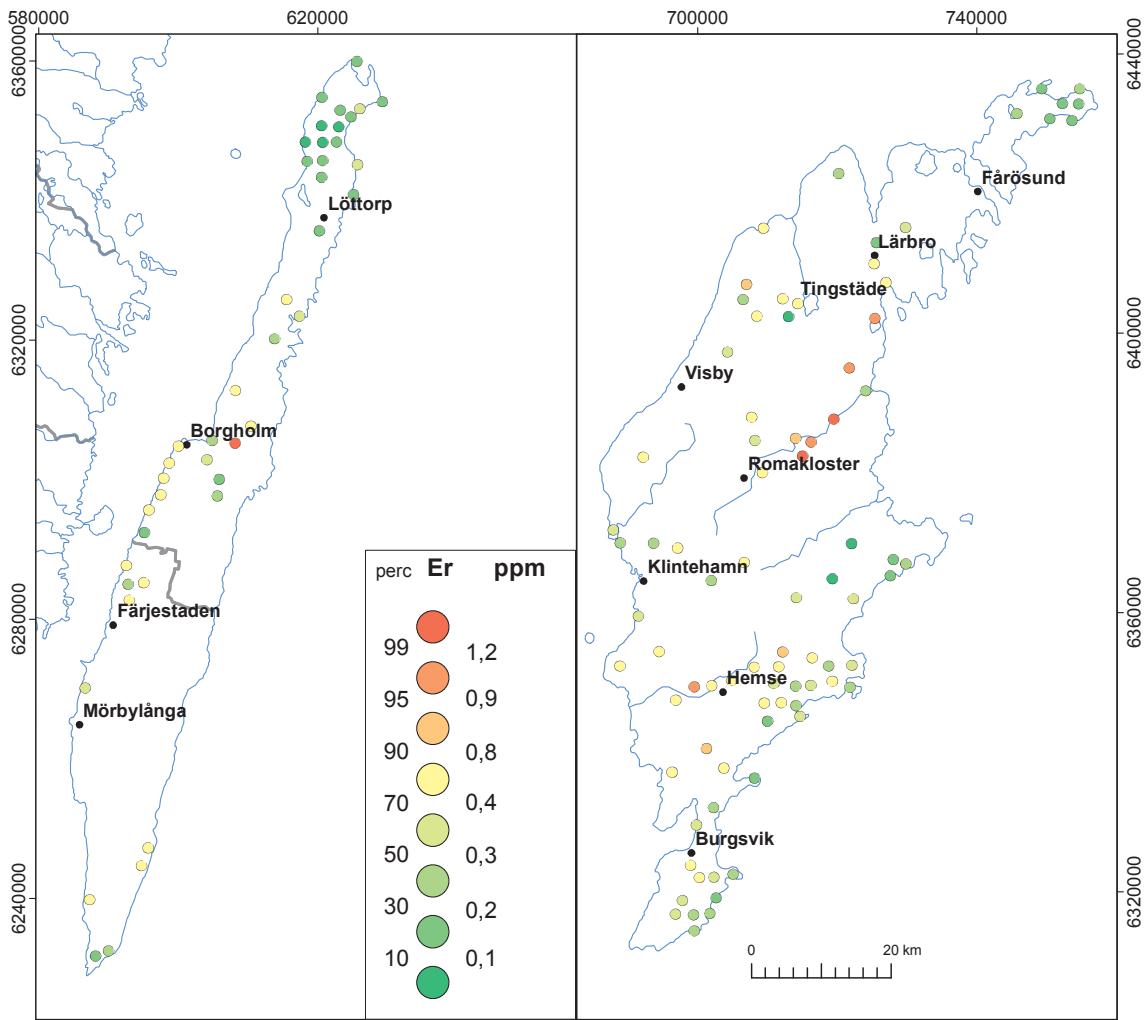 580000 620000 700000 740000
6360000
6320000
6280000
6240000
6440000
6400000
6360000
6320000
Löttorp
Borgholm
Färjestaden
Mörbylånga
Fårösund
Lärbro
Tingstäde
Visby
Romakloster
Klintehamn
Hemse
Burgsvik
perc Er ppm
99 1,2
95 0,9
90 0,8
70 0,4
50 0,3
30 0,2
10 0,1
0 20 km